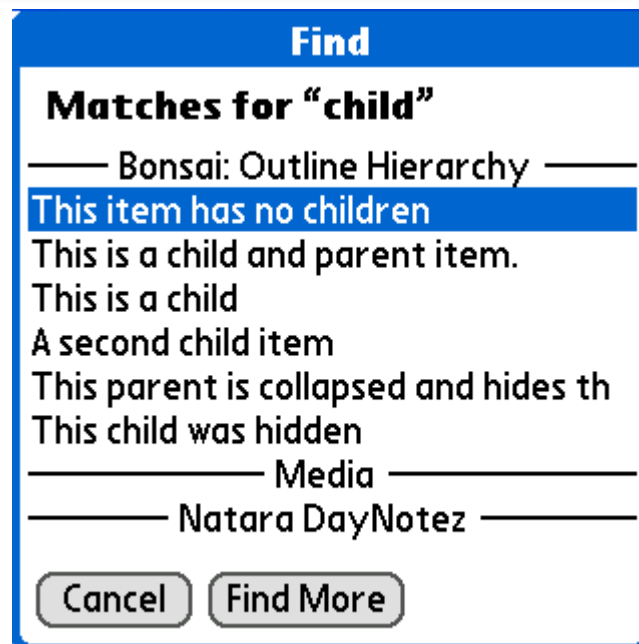 Find
Matches for “child”
Bonsai: Outline Hierarchy
This item has no children
This is a child and parent item.
This is a child
A second child item
This parent is collapsed and hides th
This child was hidden
Media
Natara DayNotez
Cancel Find More